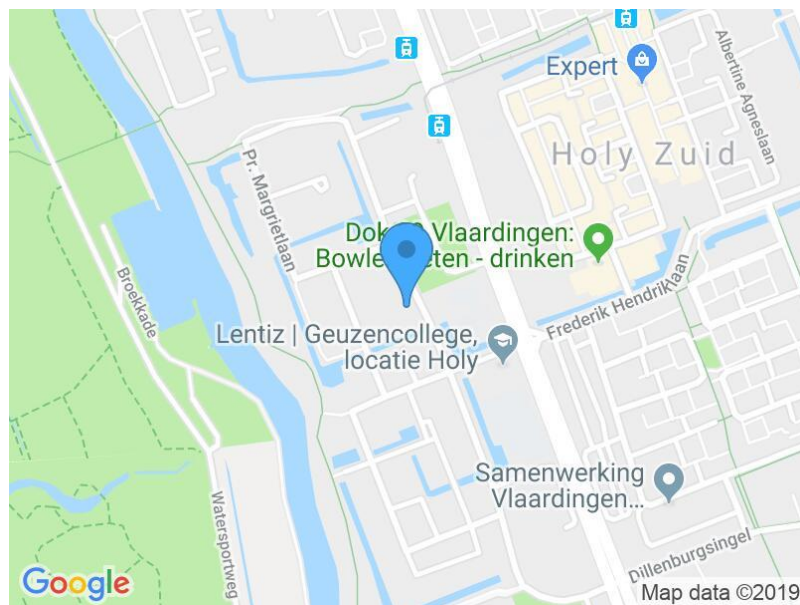 Expert
Albertine Agneslaan
Holy Zuid
Pr. Margrietlaan
Vlaardingen:
eten - drinken
Broekkade
Frederik Hendriklaan
Lentiz | Geuzencollege,
locatie Holy
Samenwerking
Vlaardingen...
Watersportweg
Dillenburgsingel
Google
Map data ©2019